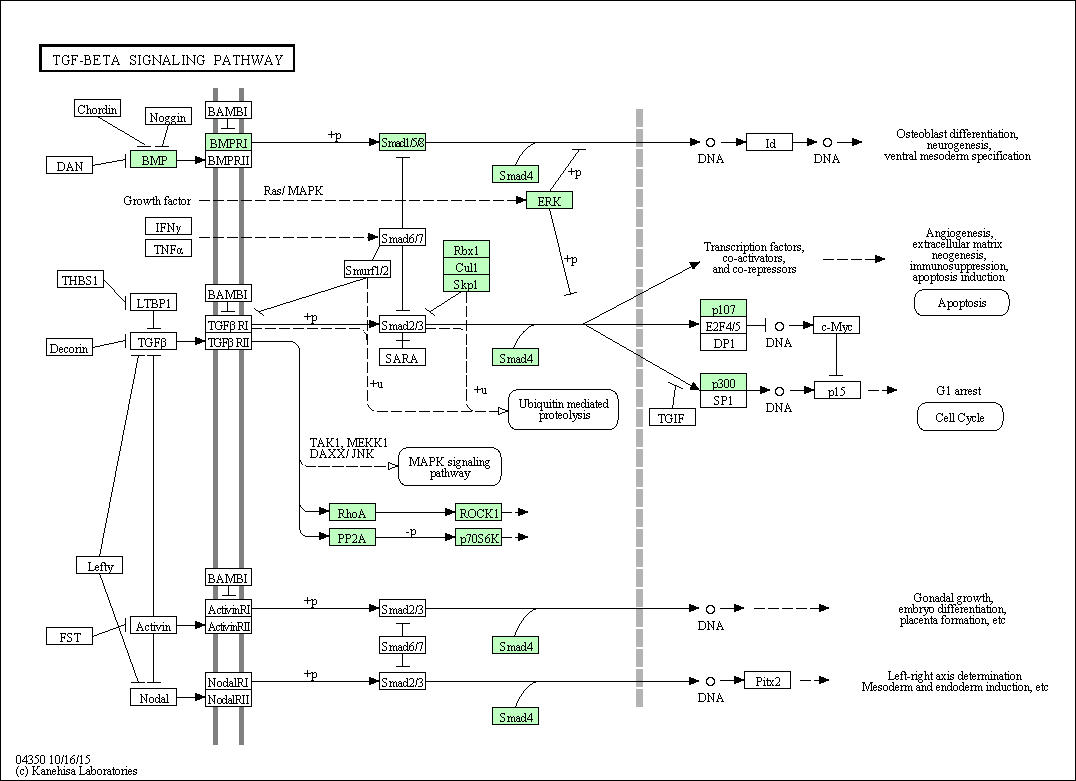 TGF-BETA SIGNALING PATHWAY
Chordin
Noggin
BAMBI
DAN
BMP
BMPRI
BMPRII
+p
Smad1/5/8
Smad4
DNA
Id
DNA
Osteoblast differentiation,
neurogenesis,
ventral mesoderm specification
+p
Growth factor
Ras/ MAPK
ERK
IFNγ
TNFα
Smad6/7
Smurf1/2
Rbx1
Cul1
Skp1
+p
Transcription factors,
co-activators,
and co-repressors
Angiogenesis,
extracellular matrix
neogenesis,
immunosuppression,
apoptosis induction
Apoptosis
THBS1
LTBP1
BAMBI
Decorin
TGFβ
TGFβ RI
TGFβ RII
+p
Smad2/3
SARA
Smad4
p107
E2F4/5
DP1
DNA
c-Myc
+u
+u
Ubiquitin mediated
proteolysis
p300
SP1
TGIF
DNA
p15
G1 arrest
Cell Cycle
TAK1, MEKK1
DAXX/ JNK
MAPK signaling
pathway
RhoA
ROCK1
PP2A
-p
p70S6K
Lefty
BAMBI
FST
Activin
ActivinRI
ActivinRII
+p
Smad2/3
Smad4
DNA
Gonadal growth,
embryo differentiation,
placenta formation, etc
Smad6/7
Nodal
NodalRI
NodalRII
+p
Smad2/3
Smad4
DNA
Pitx2
Left-right axis determination
Mesoderm and endoderm induction, etc
04350 10/16/15
(c) Kanehisa Laboratories